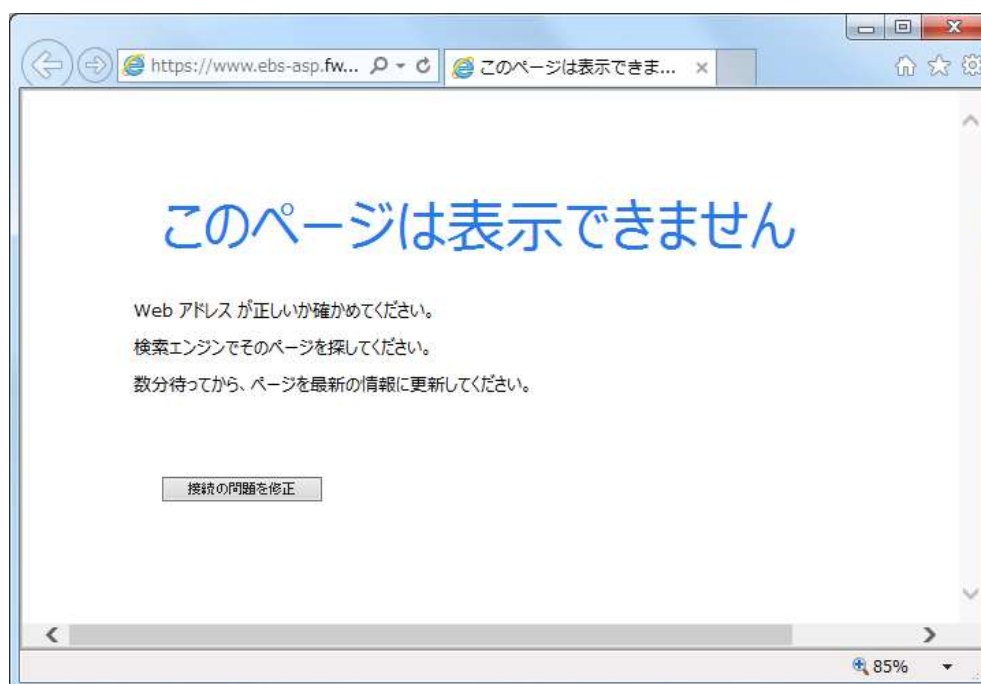 https://www.ebs-asp.fw...
このページは表示できま...
このページは表示できません
Web アドレス が正しいか確かめてください。
検索エンジンでそのページを探してください。
数分待ってから、ページを最新の情報に更新してください。
接続の問題を修正
85%